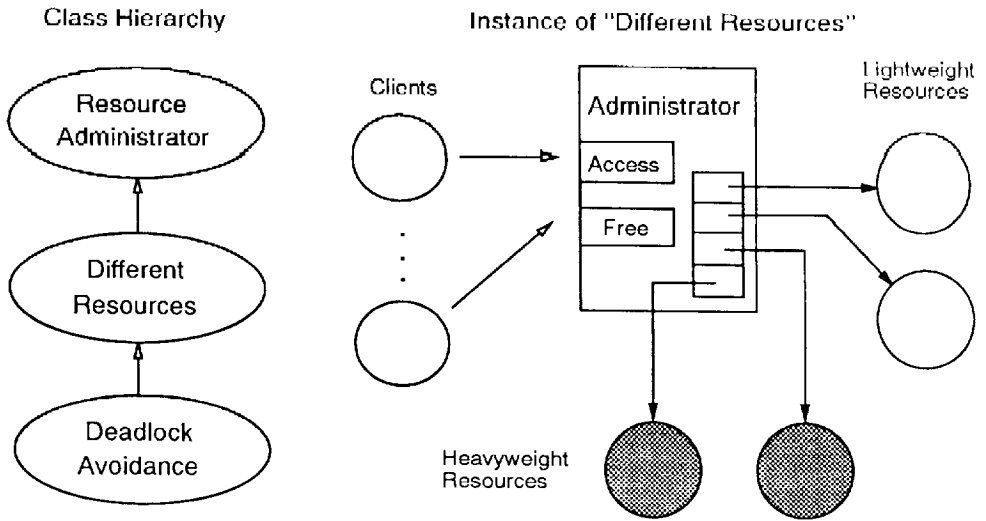 Class Hierarchy
Resource
Administrator
Different
Resources
Deadlock
Avoidance
Instance of "Different Resources"
Clients
Administrator
Access
Free
Lightweight
Resources
Heavyweight
Resources